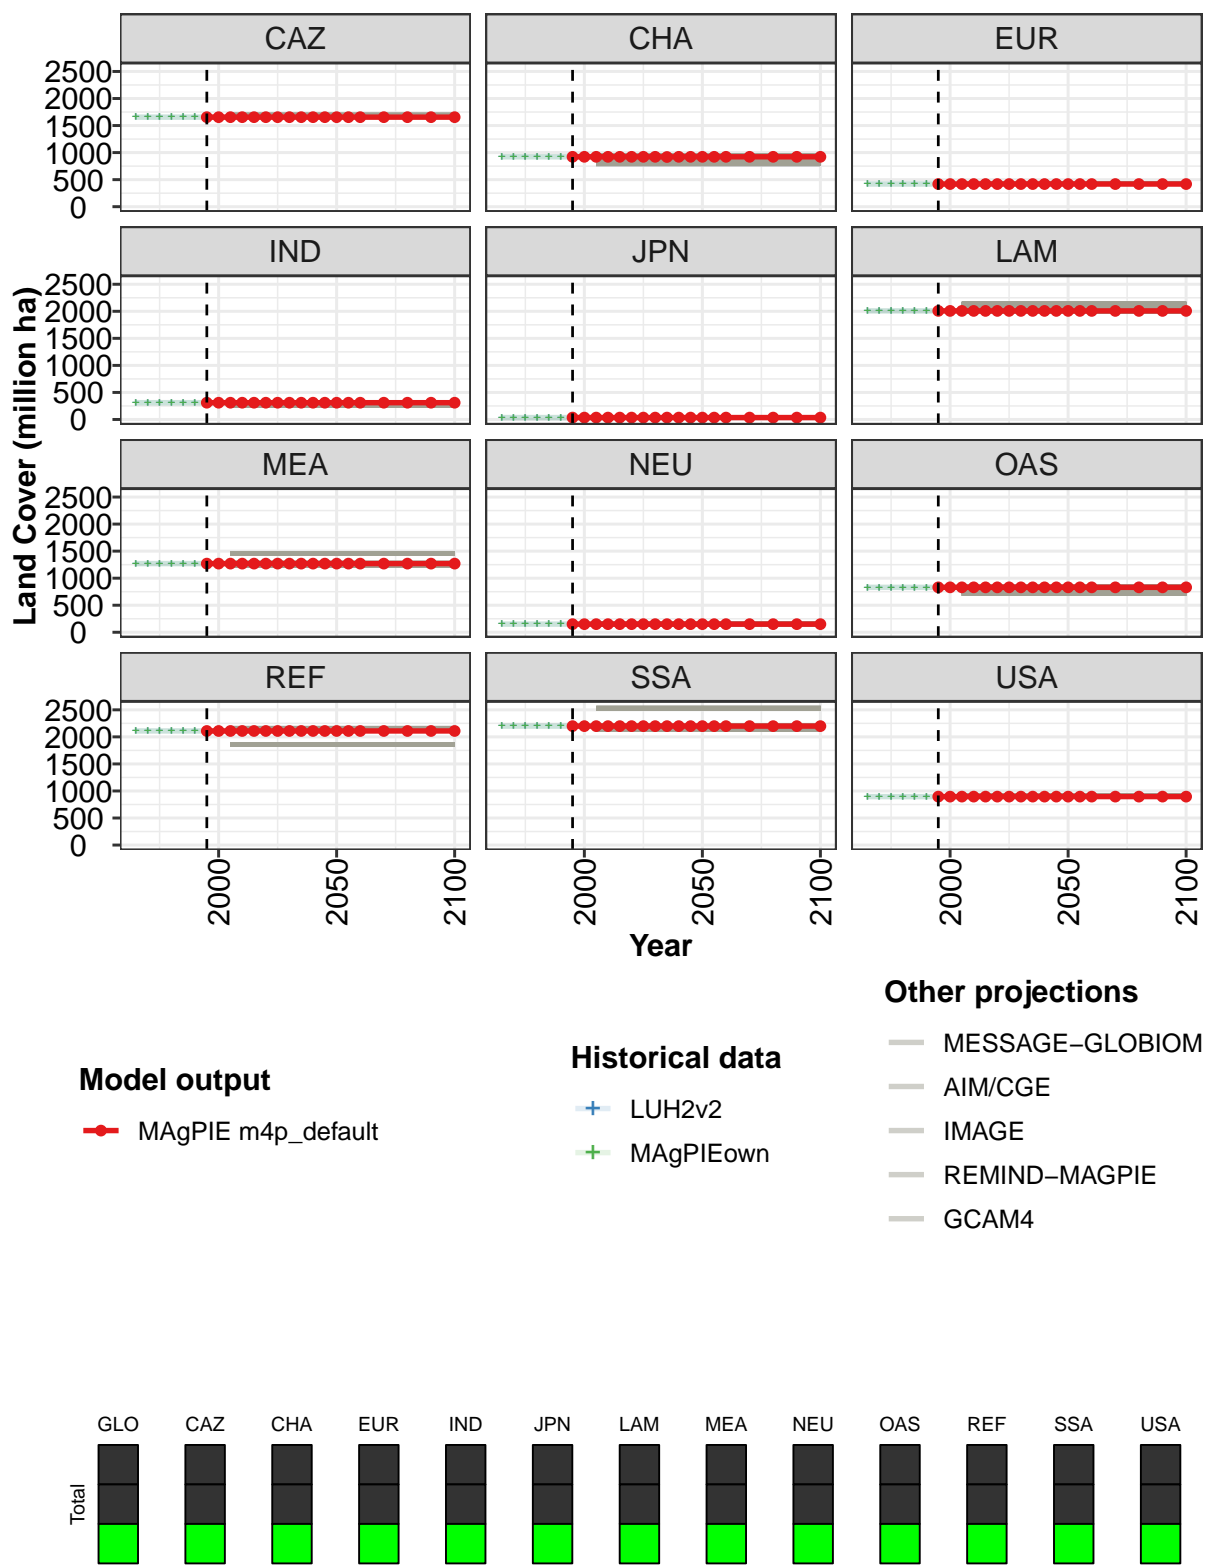 CAZ CHA EUR
2500
2000
1500
1000
500
0
IND JPN LAM
2500
2000
1500
1000
500
0
MEA NEU OAS
2500
2000
1500
1000
500
0
REF SSA USA
2500
2000
1500
1000
500
0
Land Cover (million ha)
2000 2050 2100 2000 2050 2100 2000 2050 2100
Year
Model output
MAgPIE m4p_default
Historical data
LUH2v2
MAgPIEown
Other projections
MESSAGE−GLOBIOM
AIM/CGE
IMAGE
REMIND−MAGPIE
GCAM4
GLO CAZ CHA EUR IND JPN LAM MEA NEU OAS REF SSA USA
Total